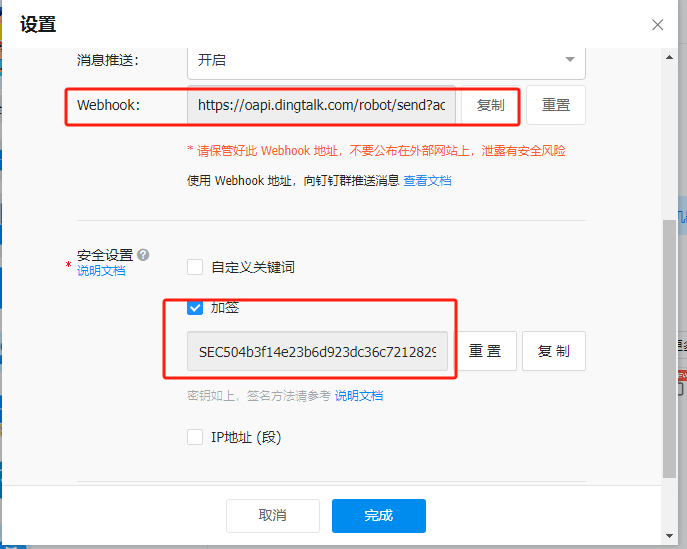 设置
消息推送： 开启
Webhook： https://oapi.dingtalk.com/robot/send?ac 复制 重置
* 请保管好此 Webhook 地址，不要公布在外部网站上，泄露有安全风险
使用 Webhook 地址，向钉钉群推送消息 查看文档
* 安全设置 ?
说明文档
自定义关键词
加签
SEC504b3f14e23b6d923dc36c7212829 重 置 复 制
密钥如上，签名方法请参考 说明文档
IP地址 (段)
取消 完成